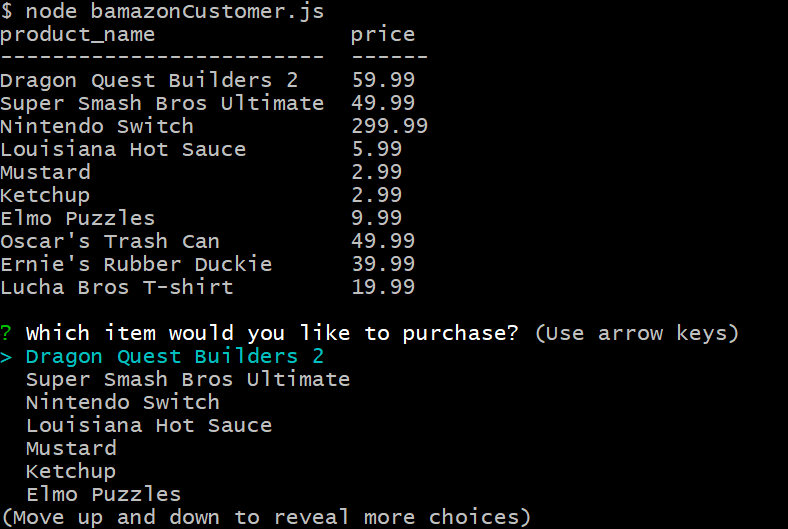 $ node bamazonCustomer.js
product_name               price
-------------------------  ------
Dragon Quest Builders 2    59.99
Super Smash Bros Ultimate  49.99
Nintendo Switch            299.99
Louisiana Hot Sauce        5.99
Mustard                    2.99
Ketchup                    2.99
Elmo Puzzles               9.99
Oscar's Trash Can          49.99
Ernie's Rubber Duckie      39.99
Lucha Bros T-shirt         19.99

? Which item would you like to purchase? (Use arrow keys)
> Dragon Quest Builders 2
  Super Smash Bros Ultimate
  Nintendo Switch
  Louisiana Hot Sauce
  Mustard
  Ketchup
  Elmo Puzzles
(Move up and down to reveal more choices)